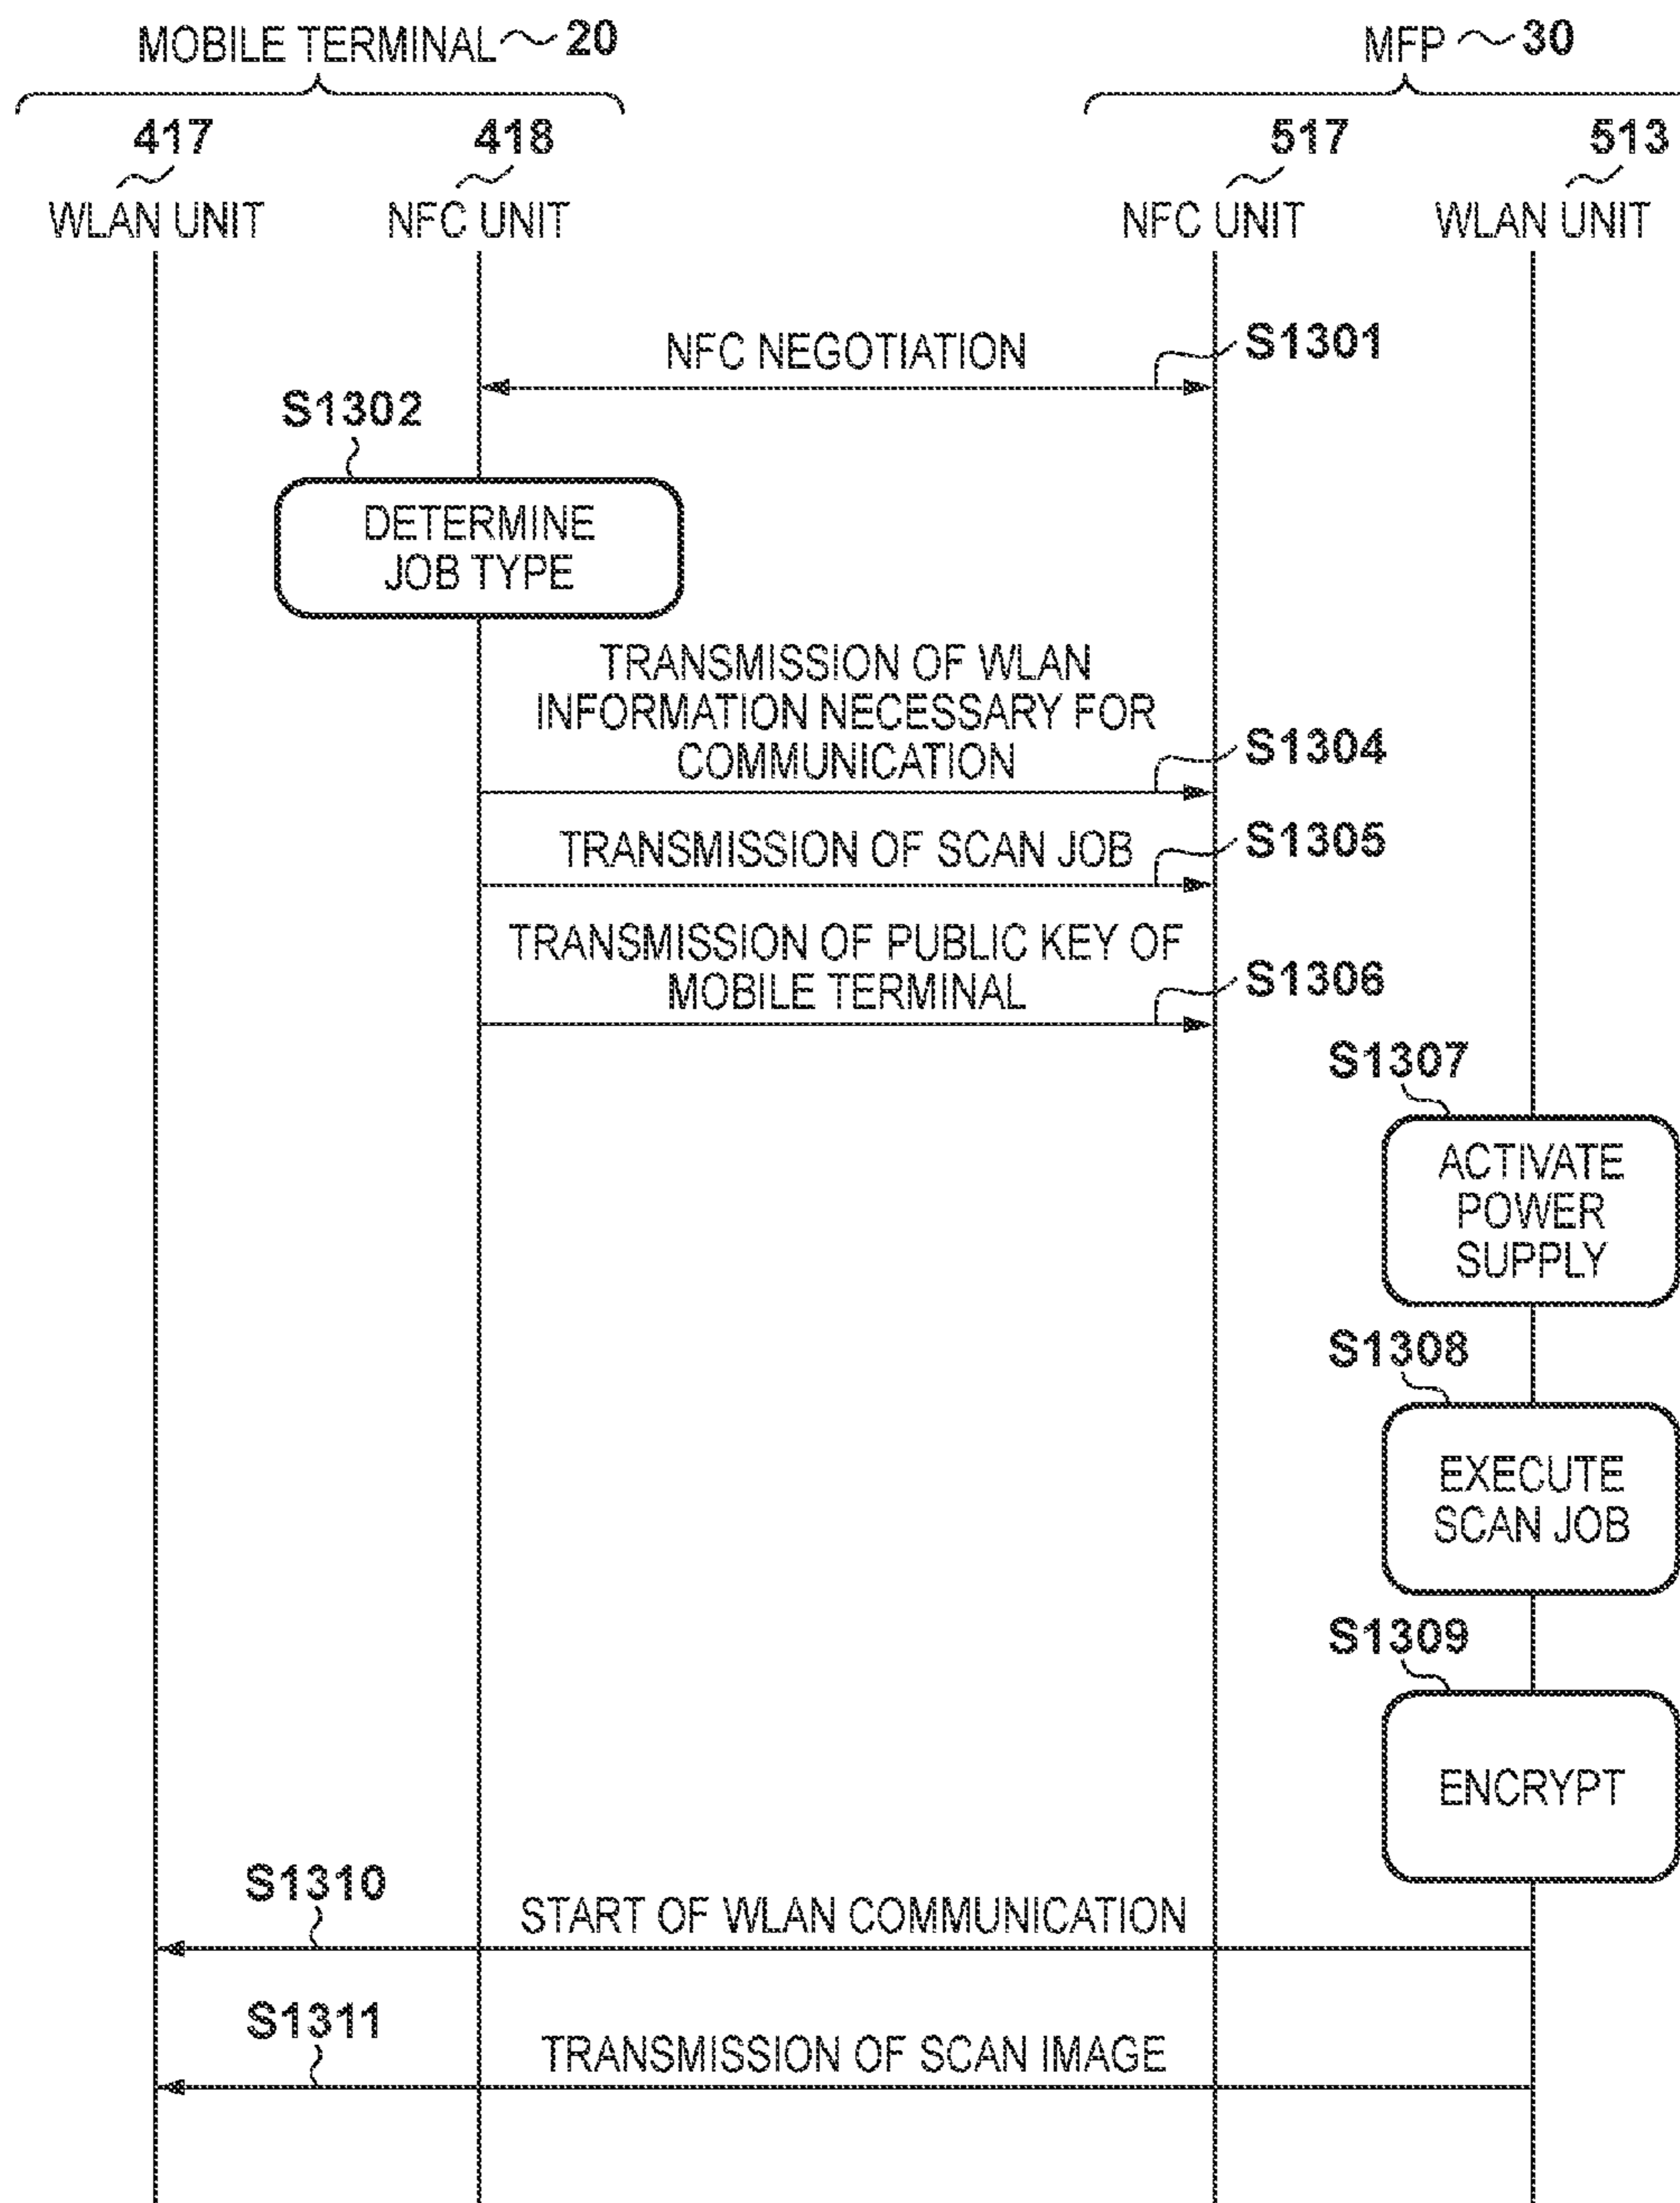 MOBILE TERMINAL 20
MFP 30
417
418
517
513
WLAN UNIT
NFC UNIT
NFC UNIT
WLAN UNIT
NFC NEGOTIATION
S1301
S1302
DETERMINE
JOB TYPE
TRANSMISSION OF WLAN
INFORMATION NECESSARY FOR
COMMUNICATION
S1304
TRANSMISSION OF SCAN JOB
S1305
TRANSMISSION OF PUBLIC KEY OF
MOBILE TERMINAL
S1306
S1307
ACTIVATE
POWER
SUPPLY
S1308
EXECUTE
SCAN JOB
S1309
ENCRYPT
S1310
START OF WLAN COMMUNICATION
S1311
TRANSMISSION OF SCAN IMAGE